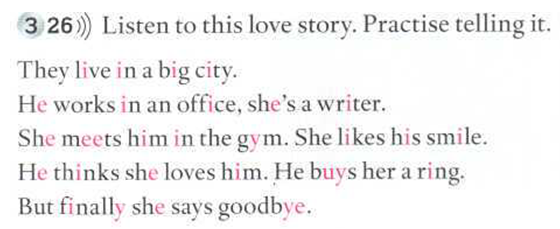 3 26))) Listen to this love story. Practise telling it.
They live in a big city.
He works in an office, she's a writer.
She meets him in the gym. She likes his smile.
He thinks she loves him. He buys her a ring.
But finally she says goodbye.